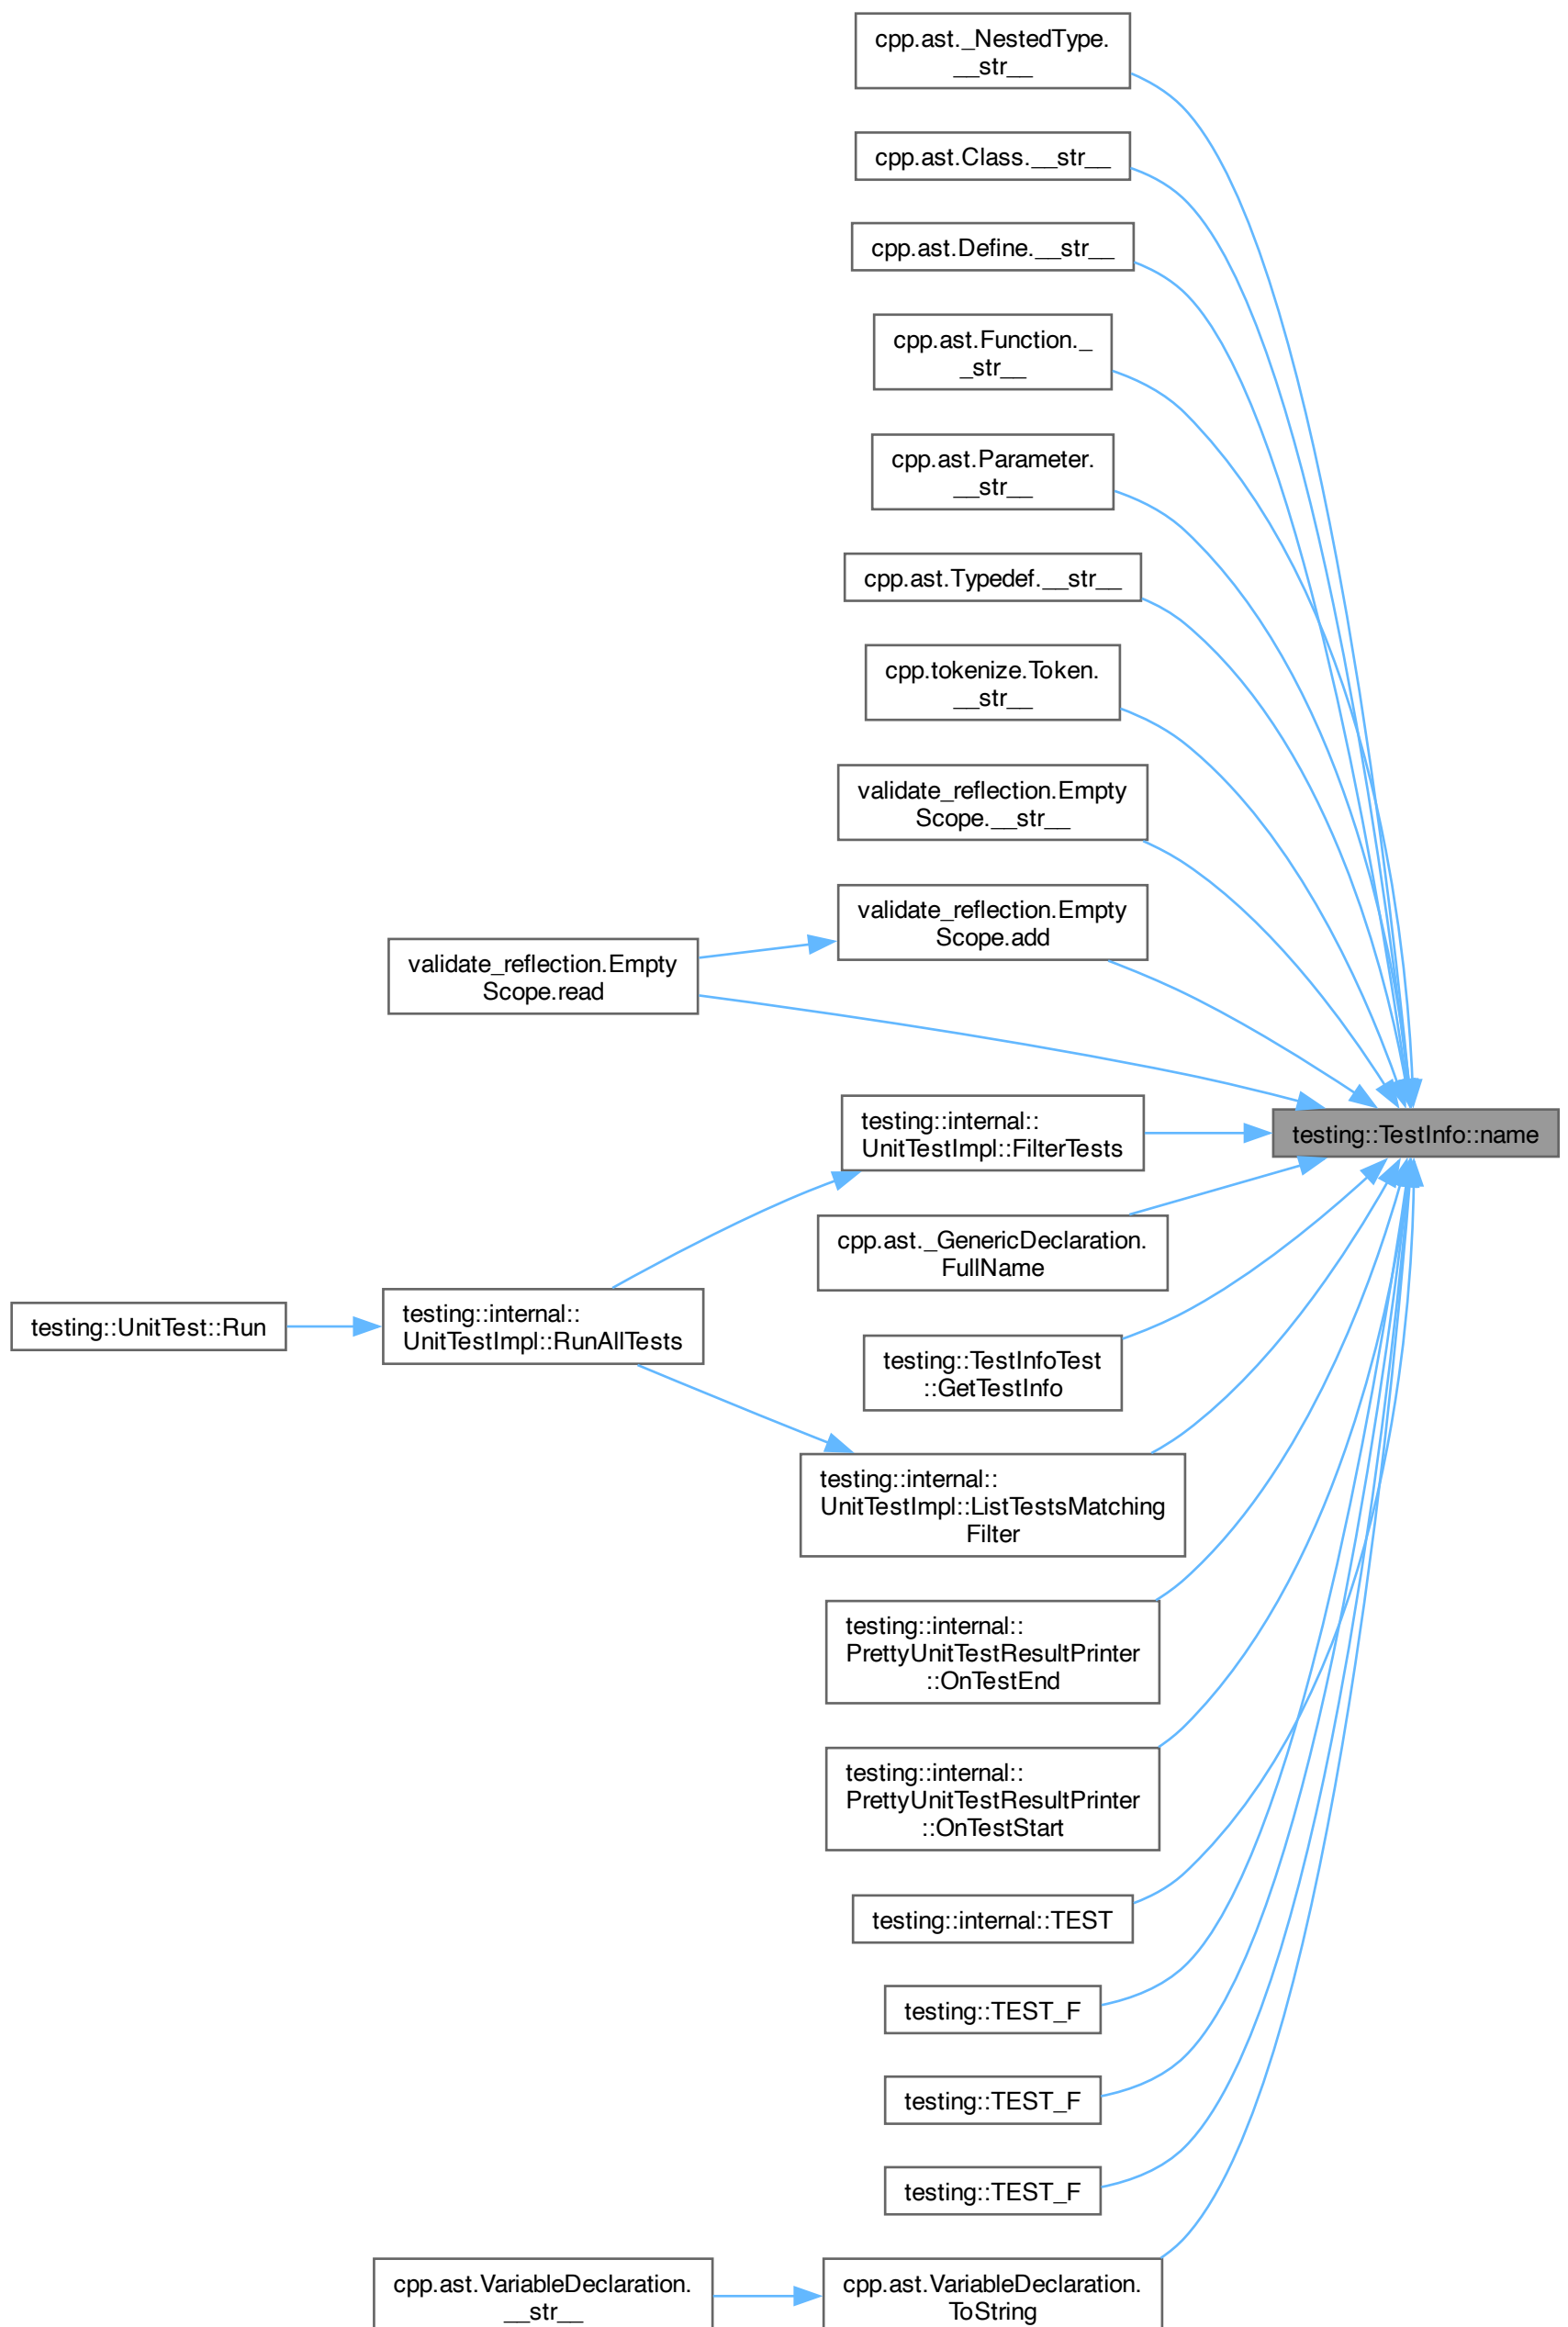 cpp.ast._NestedType.
__str__
cpp.ast.Class.__str__
cpp.ast.Define.__str__
cpp.ast.Function._
_str__
cpp.ast.Parameter.
__str__
cpp.ast.Typedef.__str__
cpp.tokenize.Token.
__str__
validate_reflection.Empty
Scope.__str__
validate_reflection.Empty
Scope.add
validate_reflection.Empty
Scope.read
testing::internal::
UnitTestImpl::FilterTests
testing::TestInfo::name
cpp.ast._GenericDeclaration.
FullName
testing::UnitTest::Run
testing::internal::
UnitTestImpl::RunAllTests
testing::TestInfoTest
::GetTestInfo
testing::internal::
UnitTestImpl::ListTestsMatching
Filter
testing::internal::
PrettyUnitTestResultPrinter
::OnTestEnd
testing::internal::
PrettyUnitTestResultPrinter
::OnTestStart
testing::internal::TEST
testing::TEST_F
testing::TEST_F
testing::TEST_F
cpp.ast.VariableDeclaration.
__str__
cpp.ast.VariableDeclaration.
ToString